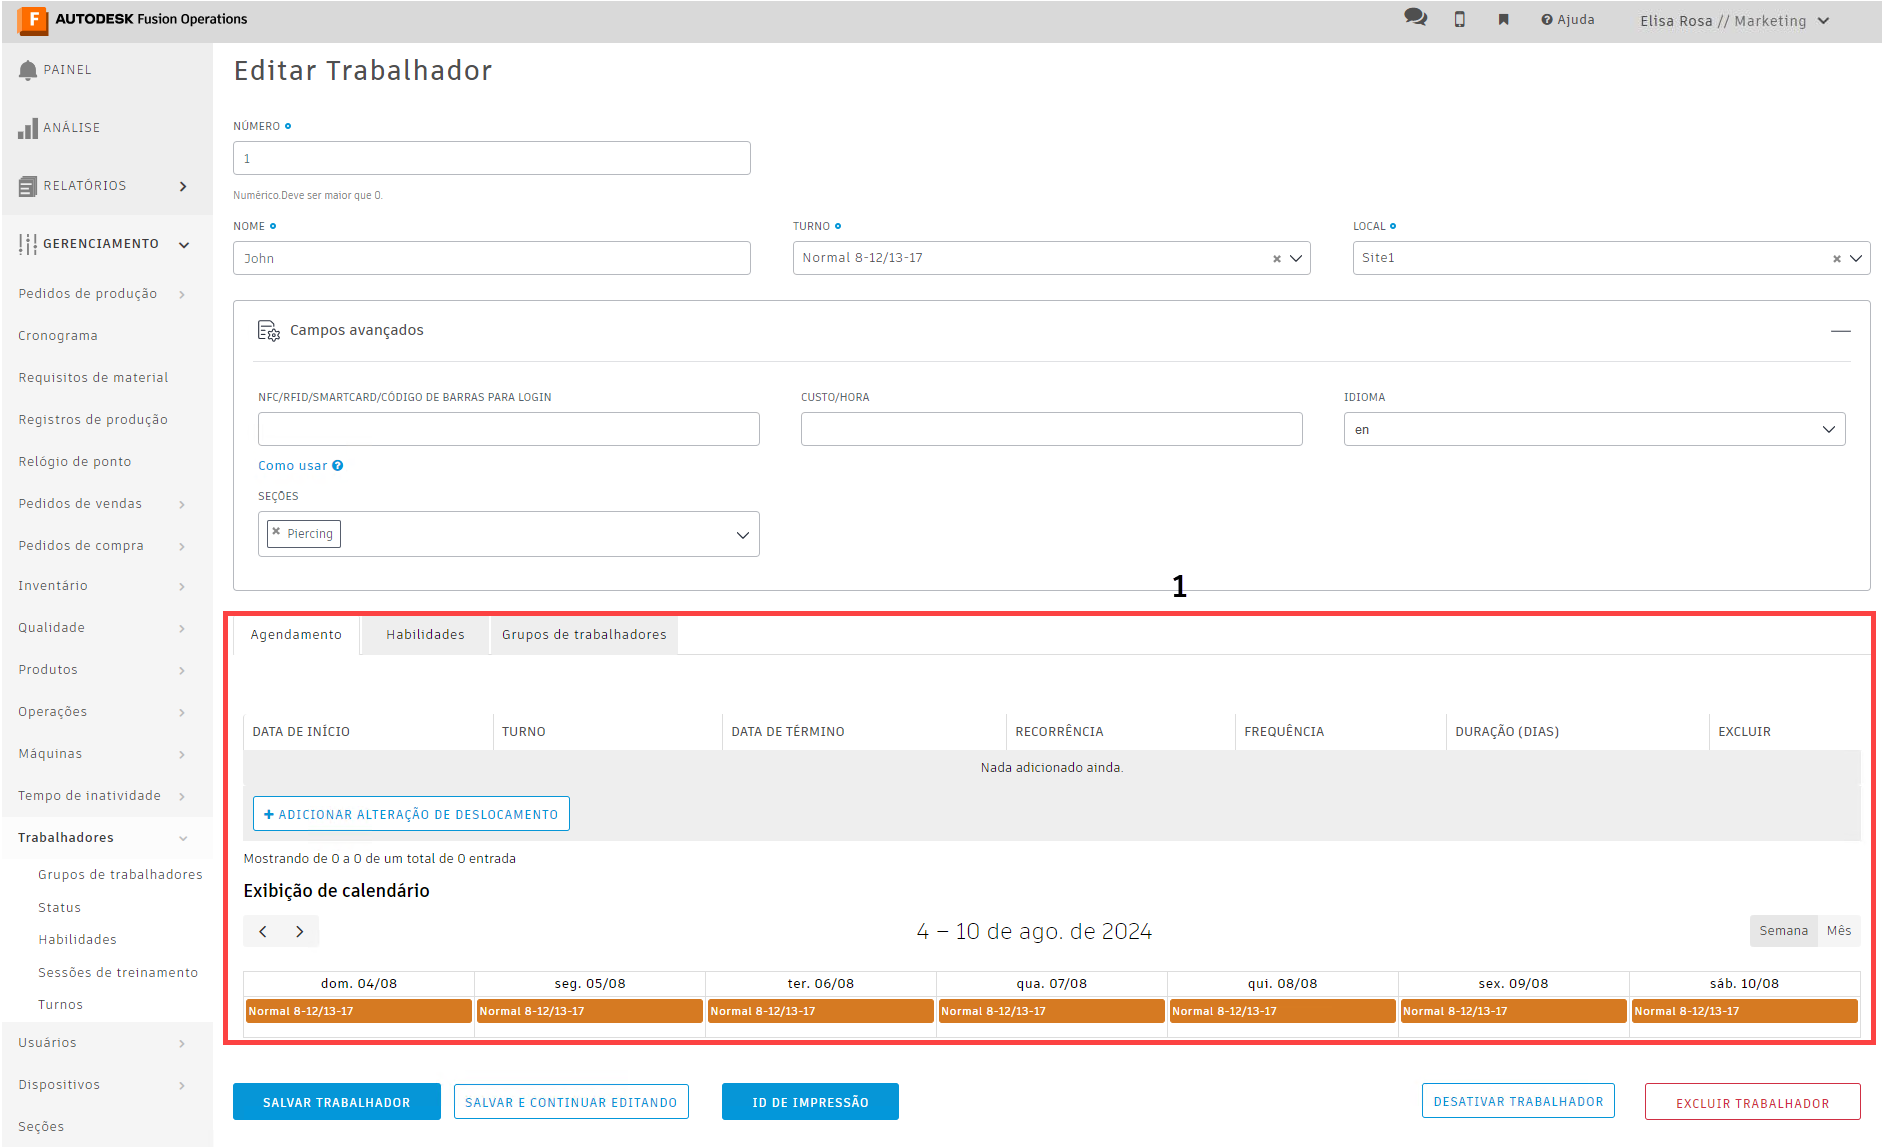 F AUTODESK Fusion Operations
Ajuda
Elisa Rosa // Marketing
PAINEL
ANÁLISE
RELATÓRIOS
GERENCIAMENTO
Pedidos de produção
Cronograma
Requisitos de material
Registros de produção
Relógio de ponto
Pedidos de vendas
Pedidos de compra
Inventário
Qualidade
Produtos
Operações
Máquinas
Tempo de inatividade
Trabalhadores
Grupos de trabalhadores
Status
Habilidades
Sessões de treinamento
Turnos
Usuários
Dispositivos
Seções
Editar Trabalhador
NÚMERO
1
Numérico.Deve ser maior que 0.
NOME
TURNO
LOCAL
John
Normal 8-12/13-17
Site1
Campos avançados
NFC/RFID/SMARTCARD/CÓDIGO DE BARRAS PARA LOGIN
CUSTO/HORA
IDIOMA
en
Como usar
SEÇÕES
Piercing
1
Agendamento Habilidades Grupos de trabalhadores
DATA DE INÍCIO TURNO DATA DE TÉRMINO RECORRÊNCIA FREQUÊNCIA DURAÇÃO (DIAS) EXCLUIR
Nada adicionado ainda.
+ ADICIONAR ALTERAÇÃO DE DESLOCAMENTO
Mostrando de 0 a 0 de um total de 0 entrada
Exibição de calendário
4 – 10 de ago. de 2024
Semana Mês
dom. 04/08 seg. 05/08 ter. 06/08 qua. 07/08 qui. 08/08 sex. 09/08 sáb. 10/08
Normal 8-12/13-17 Normal 8-12/13-17 Normal 8-12/13-17 Normal 8-12/13-17 Normal 8-12/13-17 Normal 8-12/13-17 Normal 8-12/13-17
SALVAR TRABALHADOR SALVAR E CONTINUAR EDITANDO ID DE IMPRESSÃO DESATIVAR TRABALHADOR EXCLUIR TRABALHADOR